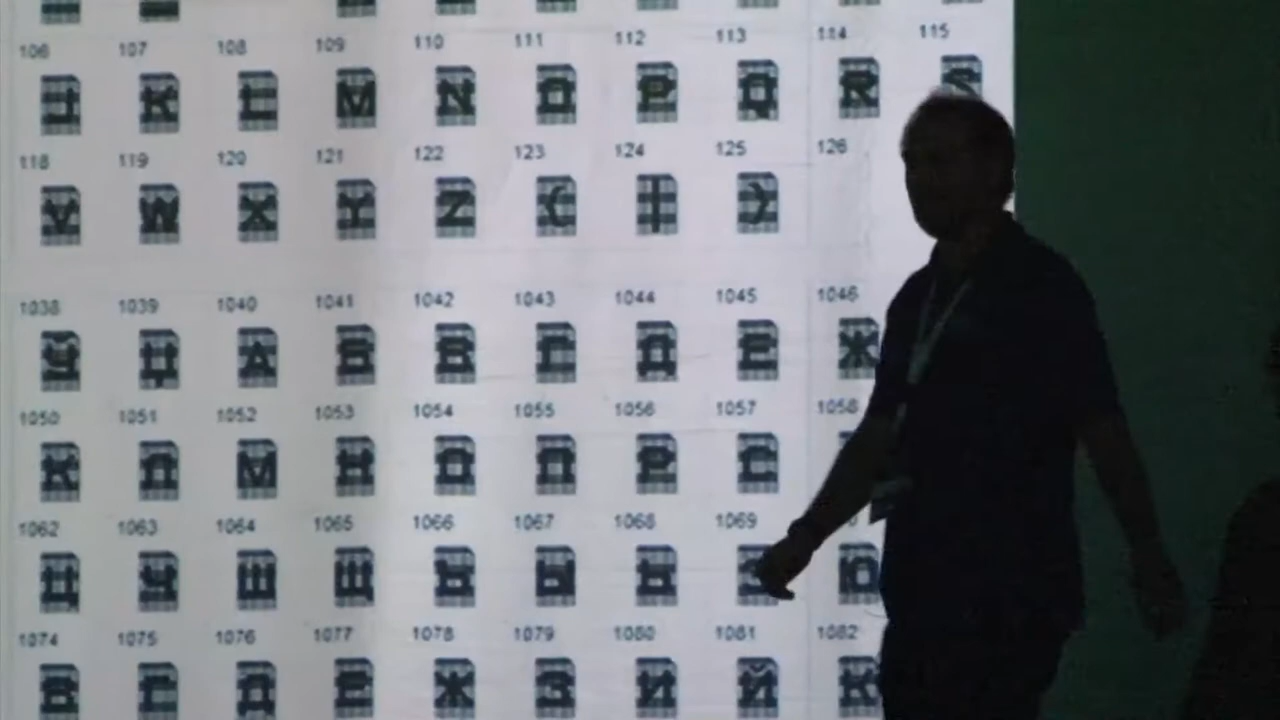 106 107 108 109 110 111 112 113 114 115
J K L M N O P Q R S
118 119 120 121 122 123 124 125 126
V W X Y Z { | }
1038 1039 1040 1041 1042 1043 1044 1045 1046
Ў Џ А Б В Г Д Е Ж
1050 1051 1052 1053 1054 1055 1056 1057 1058
К Л М Н О П Р С
1062 1063 1064 1065 1066 1067 1068 1069
Ц Ч Ш Щ Ъ Ы Ь Э Ю
1074 1075 1076 1077 1078 1079 1080 1081 1082
В Г Д Е Ж З И Й К